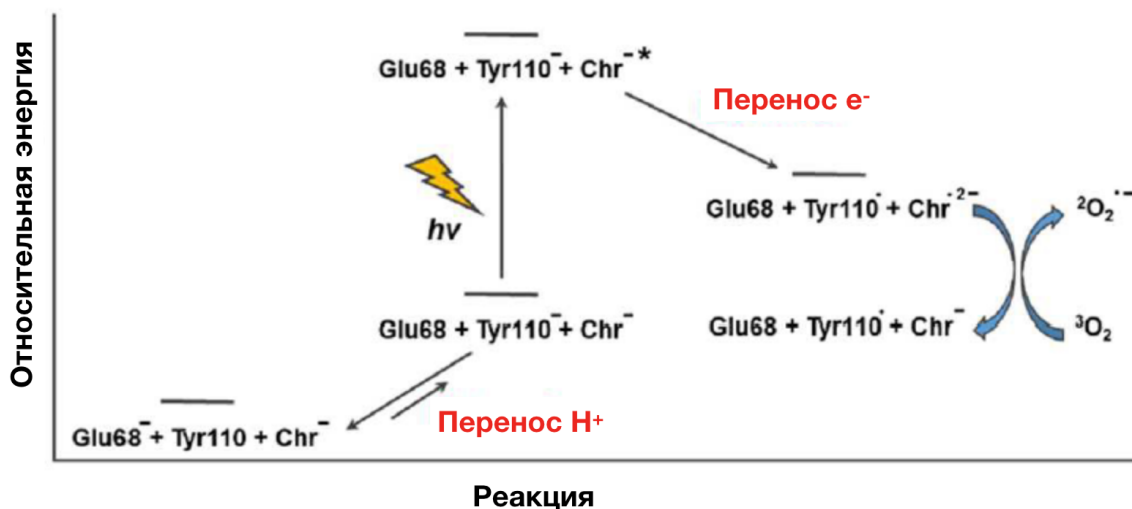 Относительная энергия
Glu68 + Tyr110⁻ + Chr⁻*
Перенос e⁻
hv
Glu68 + Tyr110˙ + Chr˙²⁻
²O₂˙⁻
Glu68 + Tyr110⁻ + Chr⁻
Glu68 + Tyr110˙ + Chr⁻
³O₂
Перенос H⁺
Glu68⁻ + Tyr110 + Chr⁻
Реакция